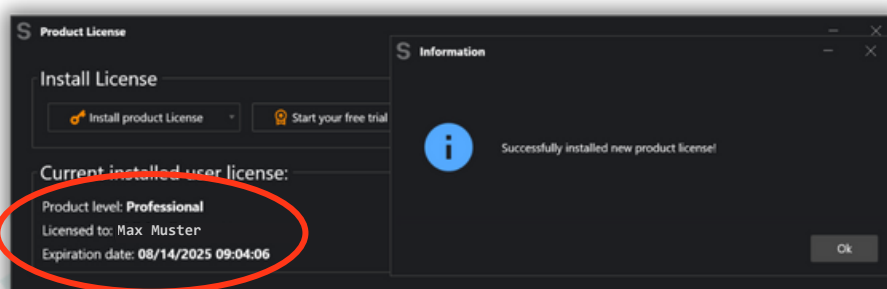 S Product License
Install License
Install product License
Start your free trial
Current installed user license:
Product level: Professional
Licensed to: Max Muster
Expiration date: 08/14/2025 09:04:06
S Information
Successfully installed new product license!
Ok